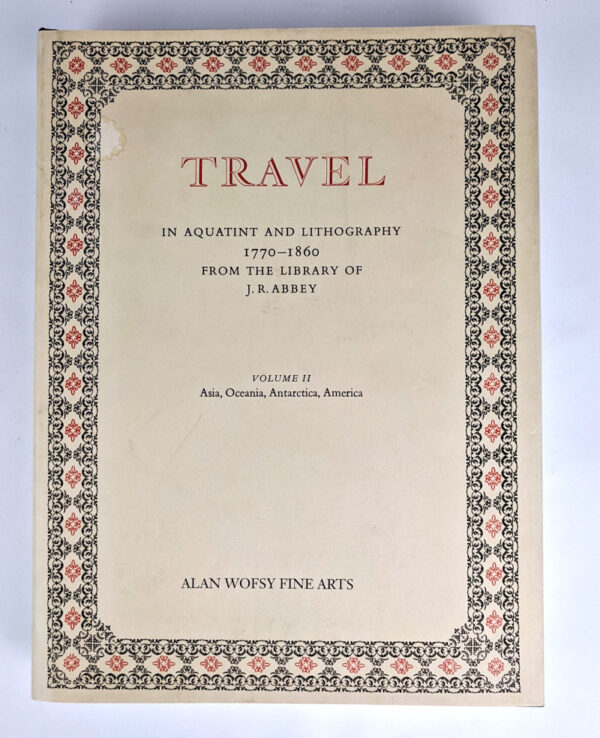 TRAVEL
IN AQUATINT AND LITHOGRAPHY
1770–1860
FROM THE LIBRARY OF
J. R. ABBEY
VOLUME II
Asia, Oceania, Antarctica, America
ALAN WOFSY FINE ARTS